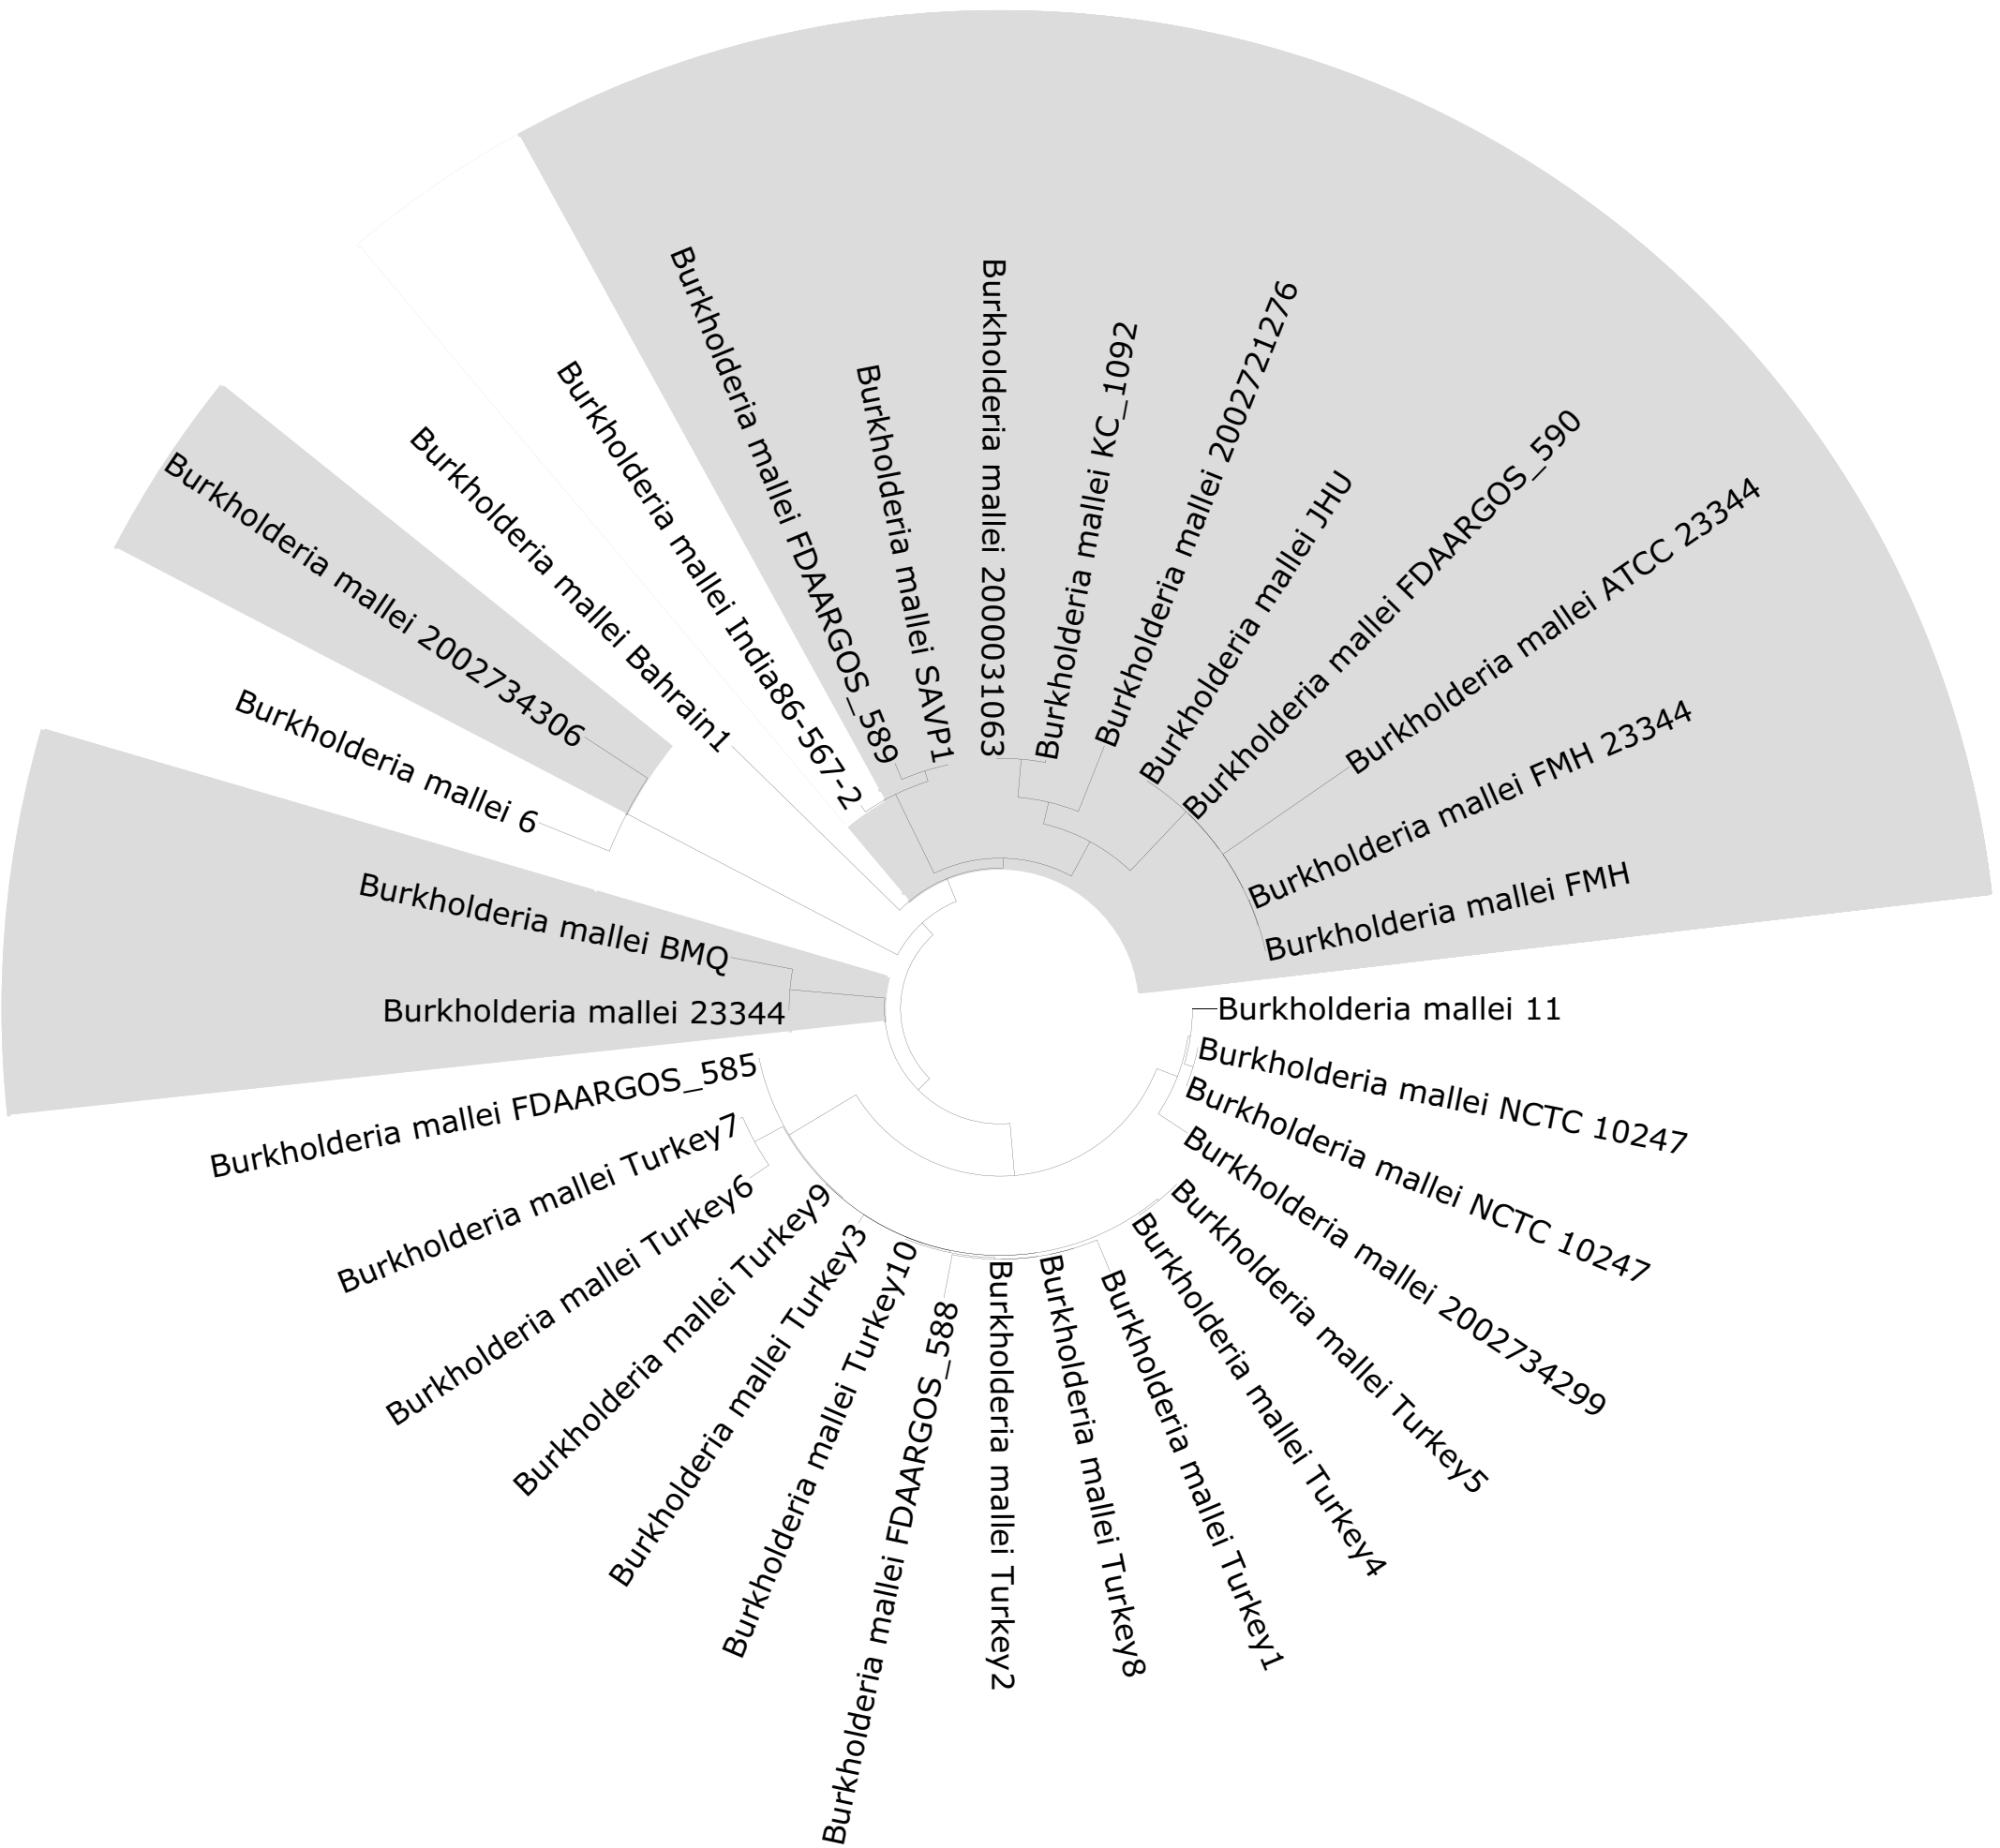 Burkholderia mallei FDAARGOS_589
Burkholderia mallei SAVP1
Burkholderia mallei 2000031063
Burkholderia mallei KC_1092
Burkholderia mallei 2002721276
Burkholderia mallei JHU
Burkholderia mallei FDAARGOS_590
Burkholderia mallei ATCC 23344
Burkholderia mallei FMH 23344
Burkholderia mallei FMH
Burkholderia mallei 11
Burkholderia mallei NCTC 10247
Burkholderia mallei NCTC 10247
Burkholderia mallei 2002734299
Burkholderia mallei Turkey5
Burkholderia mallei Turkey4
Burkholderia mallei Turkey1
Burkholderia mallei Turkey8
Burkholderia mallei Turkey2
Burkholderia mallei FDAARGOS_588
Burkholderia mallei Turkey10
Burkholderia mallei Turkey3
Burkholderia mallei Turkey9
Burkholderia mallei Turkey6
Burkholderia mallei Turkey7
Burkholderia mallei FDAARGOS_585
Burkholderia mallei 23344
Burkholderia mallei BMQ
Burkholderia mallei 6
Burkholderia mallei 2002734306
Burkholderia mallei Bahrain1
Burkholderia mallei India86-567-2